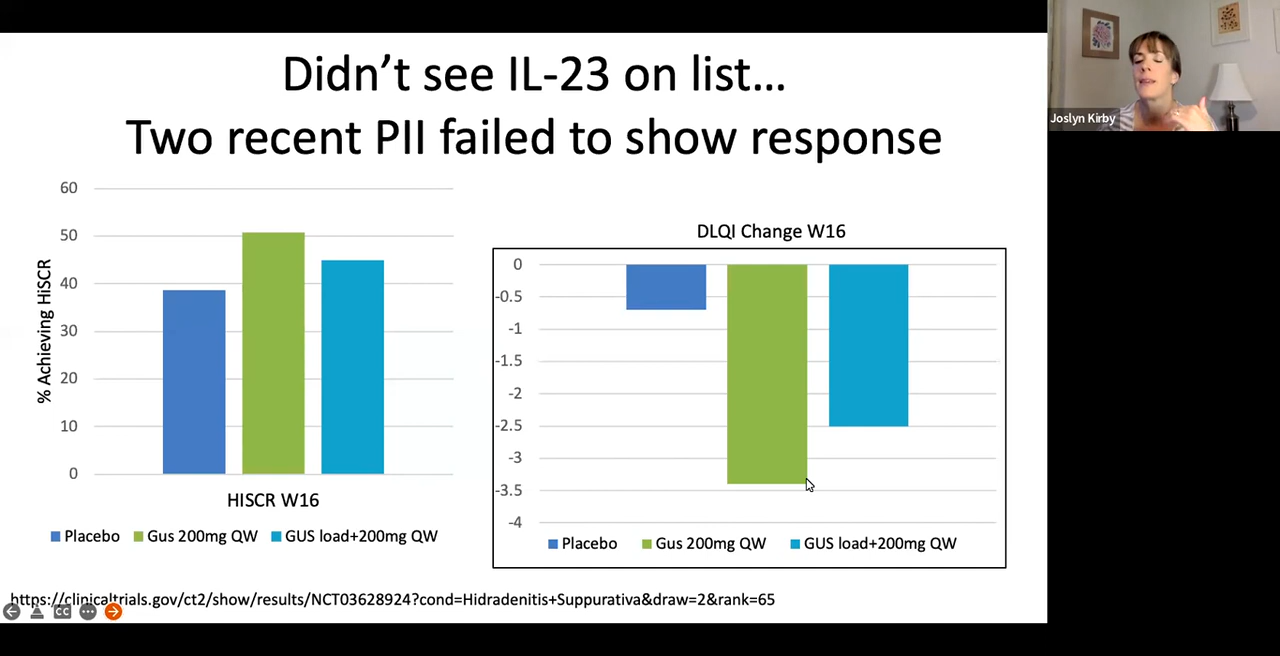 Didn't see IL-23 on list...
Two recent PII failed to show response
Joslyn Kirby
% Achieving HiSCR
60
50
40
30
20
10
0
HISCR W16
Placebo Gus 200mg QW GUS load+200mg QW
DLQI Change W16
0
-0.5
-1
-1.5
-2
-2.5
-3
-3.5
-4
Placebo Gus 200mg QW GUS load+200mg QW
https://clinicaltrials.gov/ct2/show/results/NCT03628924?cond=Hidradenitis+Suppurativa&draw=2&rank=65
CC